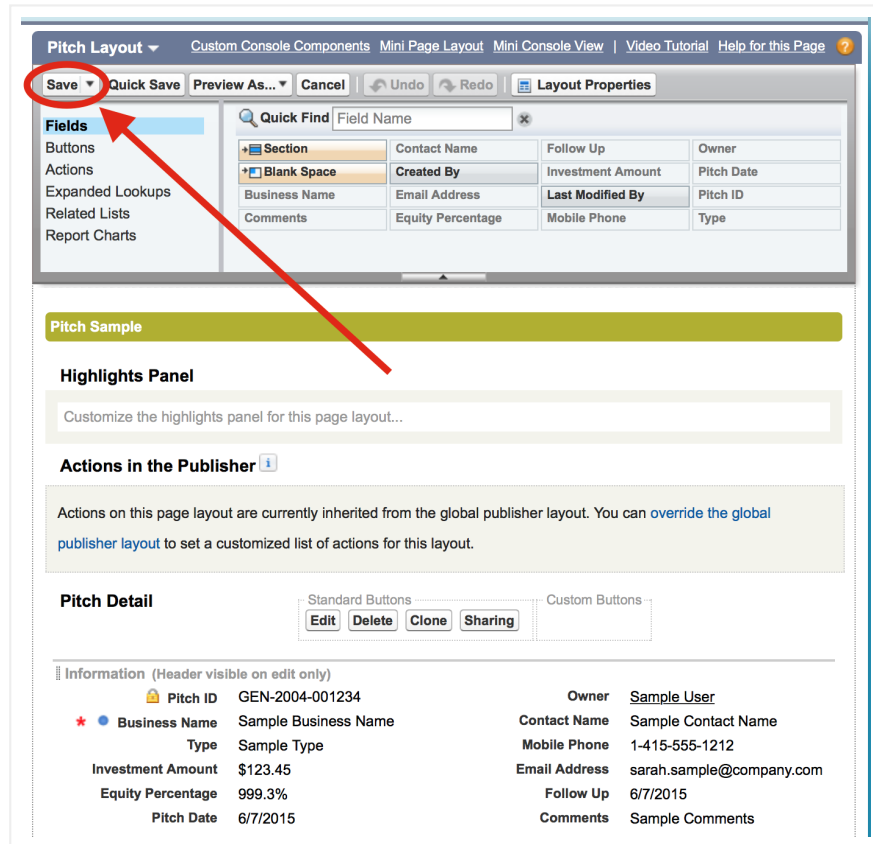 Pitch Layout Custom Console Components Mini Page Layout Mini Console View | Video Tutorial Help for this Page ?
Save Quick Save Preview As... Cancel Undo Redo Layout Properties
Fields
Buttons
Actions
Expanded Lookups
Related Lists
Report Charts
Quick Find Field Name
Section Contact Name Follow Up Owner
Blank Space Created By Investment Amount Pitch Date
Business Name Email Address Last Modified By Pitch ID
Comments Equity Percentage Mobile Phone Type
Pitch Sample
Highlights Panel
Customize the highlights panel for this page layout...
Actions in the Publisher i
Actions on this page layout are currently inherited from the global publisher layout. You can override the global
publisher layout to set a customized list of actions for this layout.
Pitch Detail
Standard Buttons
Edit Delete Clone Sharing
Custom Buttons
Information (Header visible on edit only)
Pitch ID GEN-2004-001234 Owner Sample User
* Business Name Sample Business Name Contact Name Sample Contact Name
Type Sample Type Mobile Phone 1-415-555-1212
Investment Amount $123.45 Email Address sarah.sample@company.com
Equity Percentage 999.3% Follow Up 6/7/2015
Pitch Date 6/7/2015 Comments Sample Comments